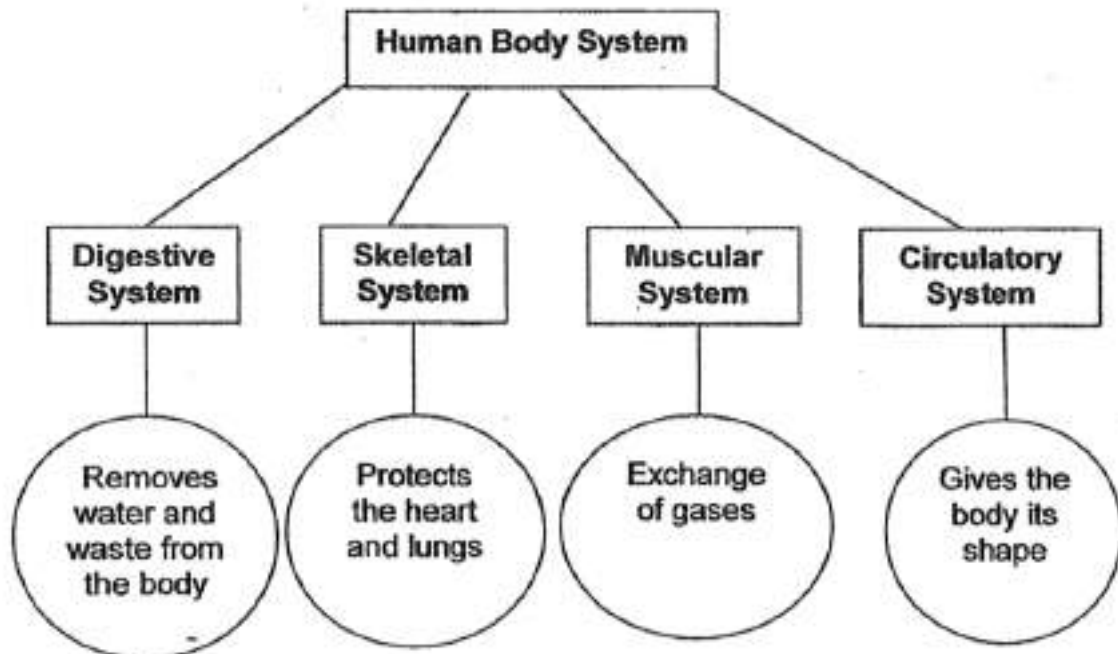 Human Body System
Digestive
System
Skeletal
System
Muscular
System
Circulatory
System
Removes
water and
waste from
the body
Protects
the heart
and lungs
Exchange
of gases
Gives the
body its
shape